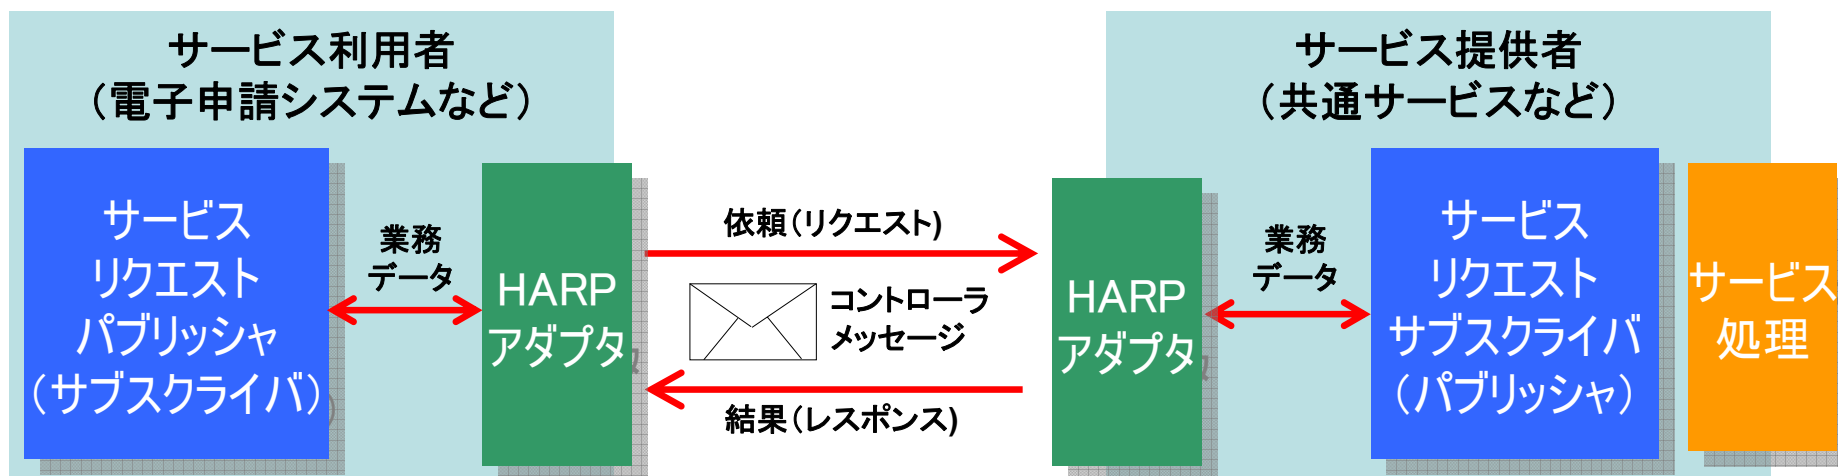 サービス利用者
（電子申請システムなど）
サービス
リクエスト
パブリッシャ
（サブスクライバ）
業務
データ
HARP
アダプタ
依頼（リクエスト)
コントローラ
メッセージ
結果（レスポンス)
サービス提供者
（共通サービスなど）
HARP
アダプタ
業務
データ
サービス
リクエスト
サブスクライバ
（パブリッシャ）
サービス
処理